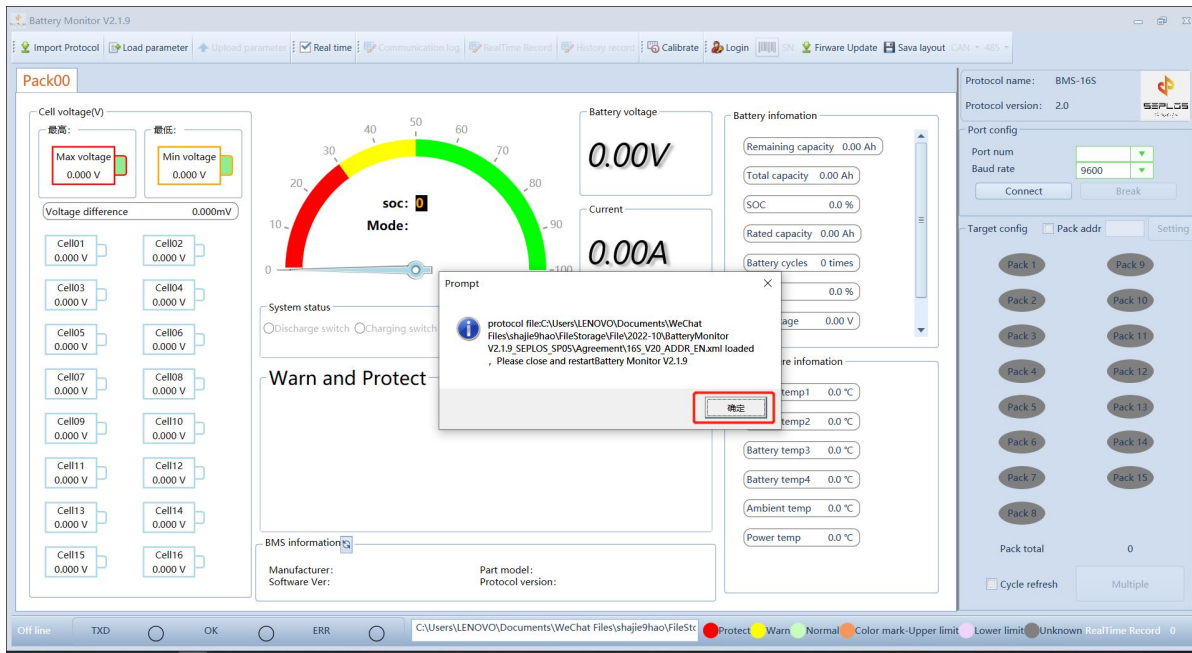 Battery Monitor V2.1.9
Import Protocol Load parameter Upload parameter Real time Communication log RealTime Record History record Calibrate Login SN Firware Update Sava layout CAN 485
Pack00
Cell voltage(V)
最高: 最低:
Max voltage Min voltage
0.000 V 0.000 V
Voltage difference 0.000mV
Cell01 Cell02
0.000 V 0.000 V
Cell03 Cell04
0.000 V 0.000 V
Cell05 Cell06
0.000 V 0.000 V
Cell07 Cell08
0.000 V 0.000 V
Cell09 Cell10
0.000 V 0.000 V
Cell11 Cell12
0.000 V 0.000 V
Cell13 Cell14
0.000 V 0.000 V
Cell15 Cell16
0.000 V 0.000 V
0 10 20 30 40 50 60 70 80 90 100
soc: 0
Mode:
Battery voltage
0.00V
Current
0.00A
System status
Discharge switch Charging switch
Warn and Protect
BMS information
Manufacturer: Part model:
Software Ver: Protocol version:
Prompt
protocol file:C:\Users\LENOVO\Documents\WeChat
Files\shajie9hao\FileStorage\File\2022-10\BatteryMonitor
V2.1.9_SEPLOS_SP05\Agreement\16S_V20_ADDR_EN.xml loaded
, Please close and restartBattery Monitor V2.1.9
确定
Battery infomation
Remaining capacity 0.00 Ah
Total capacity 0.00 Ah
SOC 0.0 %
Rated capacity 0.00 Ah
Battery cycles 0 times
0.0 %
age 0.00 V
re infomation
temp1 0.0 ℃
temp2 0.0 ℃
Battery temp3 0.0 ℃
Battery temp4 0.0 ℃
Ambient temp 0.0 ℃
Power temp 0.0 ℃
Protocol name: BMS-16S
Protocol version: 2.0
SEPLOS
Port config
Port num
Baud rate 9600
Connect Break
Target config Pack addr Setting
Pack 1 Pack 9
Pack 2 Pack 10
Pack 3 Pack 11
Pack 4 Pack 12
Pack 5 Pack 13
Pack 6 Pack 14
Pack 7 Pack 15
Pack 8
Pack total 0
Cycle refresh Multiple
Off line TXD OK ERR C:\Users\LENOVO\Documents\WeChat Files\shajie9hao\FileStc Protect Warn Normal Color mark-Upper limit Lower limit Unknown RealTime Record 0